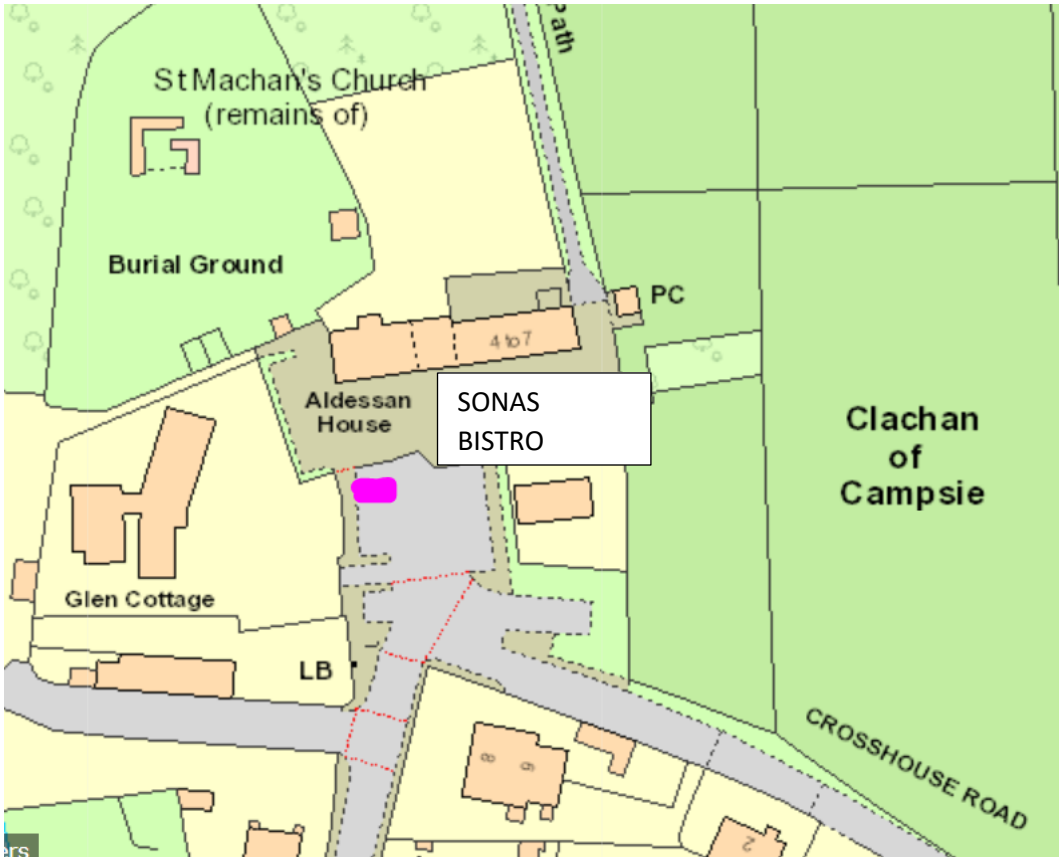 Path
St Machan's Church
(remains of)
Burial Ground
PC
4 to 7
Aldessan
House
SONAS
BISTRO
Clachan
of
Campsie
Glen Cottage
LB
CROSSHOUSE ROAD
8
6
2